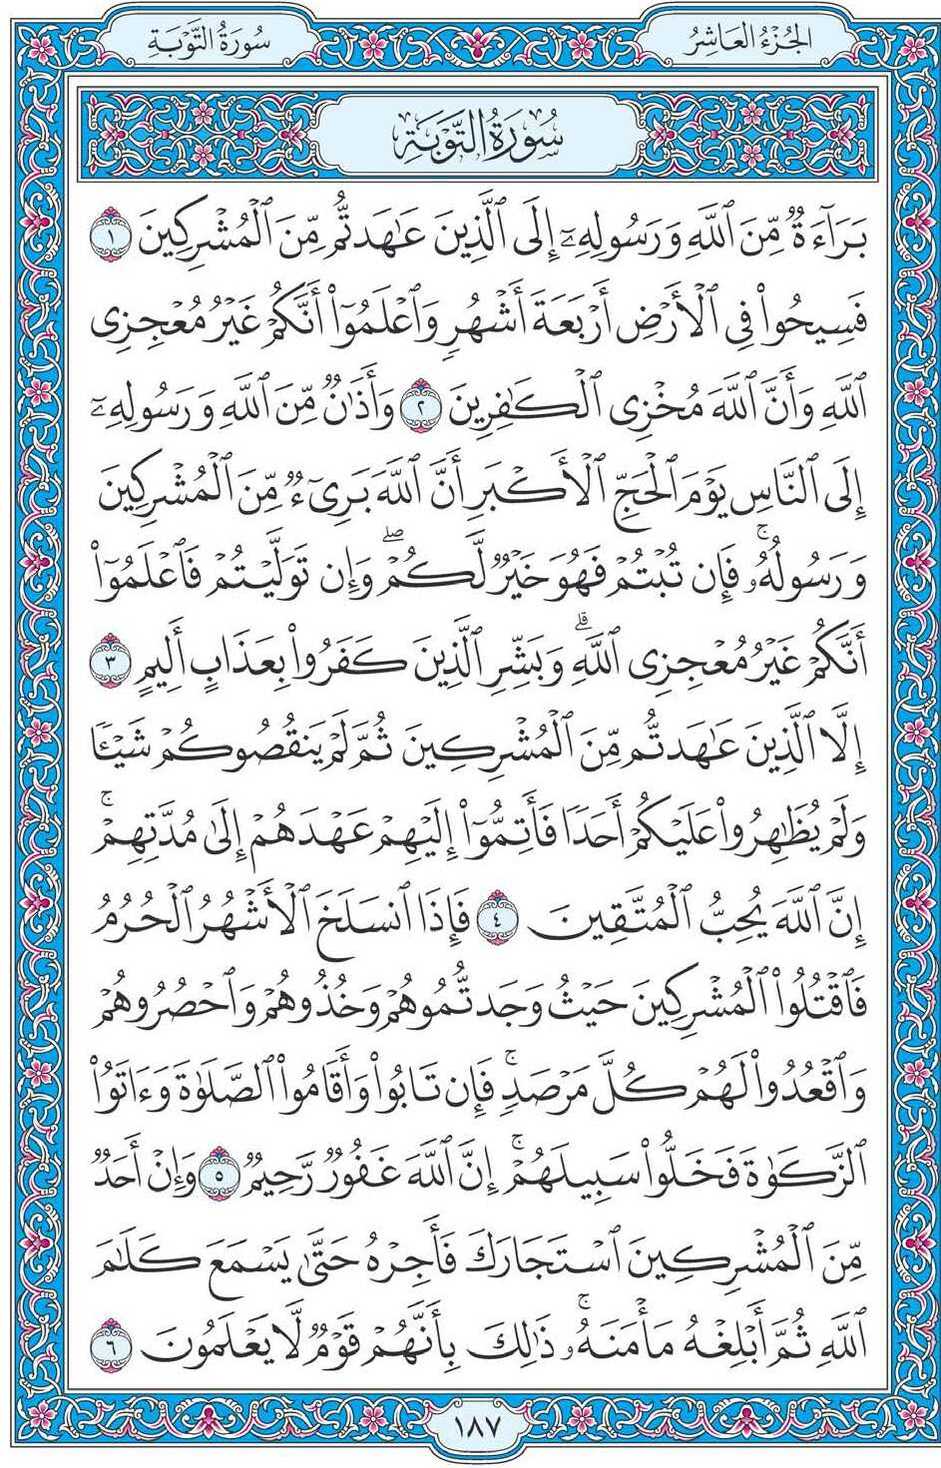 الجُزْءُ العَاشِرُ
سُورَةُ التَّوْبَةِ
سُورَةُ التَّوْبَةِ
بَرَآءَةٞ مِّنَ ٱللَّهِ وَرَسُولِهِۦٓ إِلَى ٱلَّذِينَ عَٰهَدتُّم مِّنَ ٱلۡمُشۡرِكِينَ ١
فَسِيحُواْ فِي ٱلۡأَرۡضِ أَرۡبَعَةَ أَشۡهُرٖ وَٱعۡلَمُوٓاْ أَنَّكُمۡ غَيۡرُ مُعۡجِزِي
ٱللَّهِ وَأَنَّ ٱللَّهَ مُخۡزِي ٱلۡكَٰفِرِينَ ٢ وَأَذَٰنٞ مِّنَ ٱللَّهِ وَرَسُولِهِۦٓ
إِلَى ٱلنَّاسِ يَوۡمَ ٱلۡحَجِّ ٱلۡأَكۡبَرِ أَنَّ ٱللَّهَ بَرِيٓءٞ مِّنَ ٱلۡمُشۡرِكِينَ
وَرَسُولُهُۥۚ فَإِن تُبۡتُمۡ فَهُوَ خَيۡرٞ لَّكُمۡۖ وَإِن تَوَلَّيۡتُمۡ فَٱعۡلَمُوٓاْ
أَنَّكُمۡ غَيۡرُ مُعۡجِزِي ٱللَّهِۗ وَبَشِّرِ ٱلَّذِينَ كَفَرُواْ بِعَذَابٍ أَلِيمٍ ٣
إِلَّا ٱلَّذِينَ عَٰهَدتُّم مِّنَ ٱلۡمُشۡرِكِينَ ثُمَّ لَمۡ يَنقُصُوكُمۡ شَيۡـٔٗا
وَلَمۡ يُظَٰهِرُواْ عَلَيۡكُمۡ أَحَدٗا فَأَتِمُّوٓاْ إِلَيۡهِمۡ عَهۡدَهُمۡ إِلَىٰ مُدَّتِهِمۡۚ
إِنَّ ٱللَّهَ يُحِبُّ ٱلۡمُتَّقِينَ ٤ فَإِذَا ٱنسَلَخَ ٱلۡأَشۡهُرُ ٱلۡحُرُمُ
فَٱقۡتُلُواْ ٱلۡمُشۡرِكِينَ حَيۡثُ وَجَدتُّمُوهُمۡ وَخُذُوهُمۡ وَٱحۡصُرُوهُمۡ
وَٱقۡعُدُواْ لَهُمۡ كُلَّ مَرۡصَدٖۚ فَإِن تَابُواْ وَأَقَامُواْ ٱلصَّلَوٰةَ وَءَاتَوُاْ
ٱلزَّكَوٰةَ فَخَلُّواْ سَبِيلَهُمۡۚ إِنَّ ٱللَّهَ غَفُورٞ رَّحِيمٞ ٥ وَإِنۡ أَحَدٞ
مِّنَ ٱلۡمُشۡرِكِينَ ٱسۡتَجَارَكَ فَأَجِرۡهُ حَتَّىٰ يَسۡمَعَ كَلَٰمَ
ٱللَّهِ ثُمَّ أَبۡلِغۡهُ مَأۡمَنَهُۥۚ ذَٰلِكَ بِأَنَّهُمۡ قَوۡمٞ لَّا يَعۡلَمُونَ ٦
١٨٧